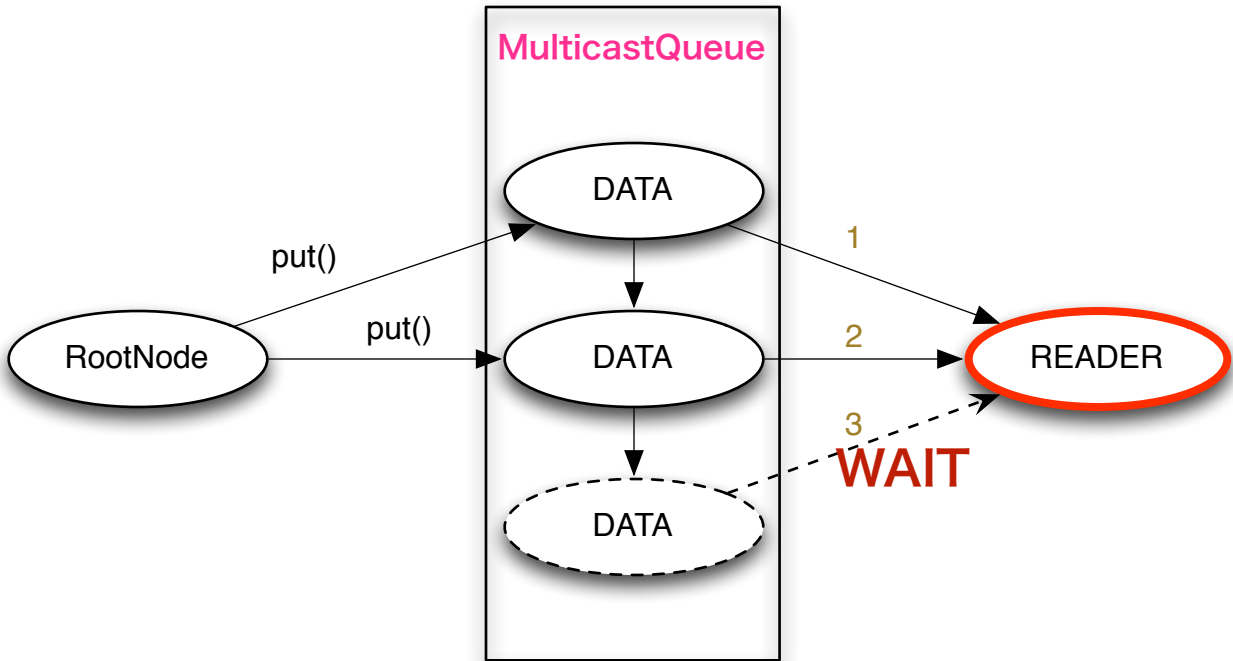 MulticastQueue
DATA
put()
1
put()
2
RootNode
DATA
READER
3
WAIT
DATA